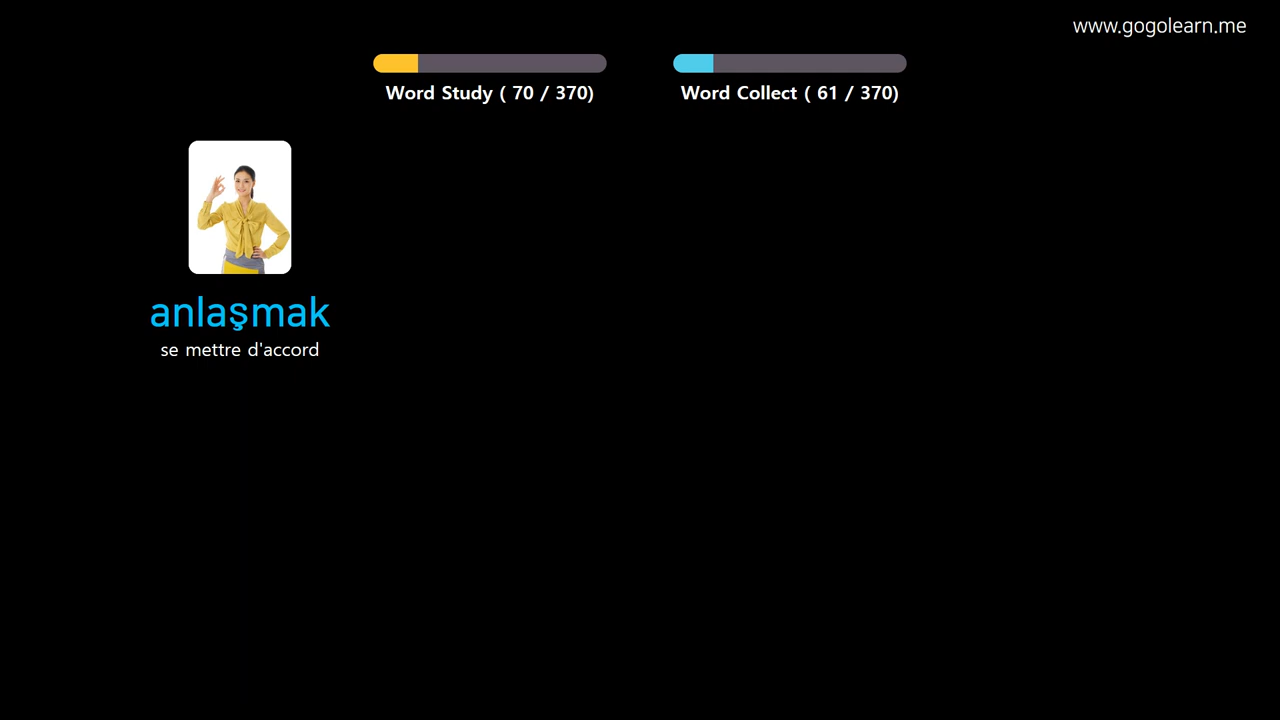 www.gogolearn.me
Word Study ( 70 / 370)
Word Collect ( 61 / 370)
anlaşmak
se mettre d'accord